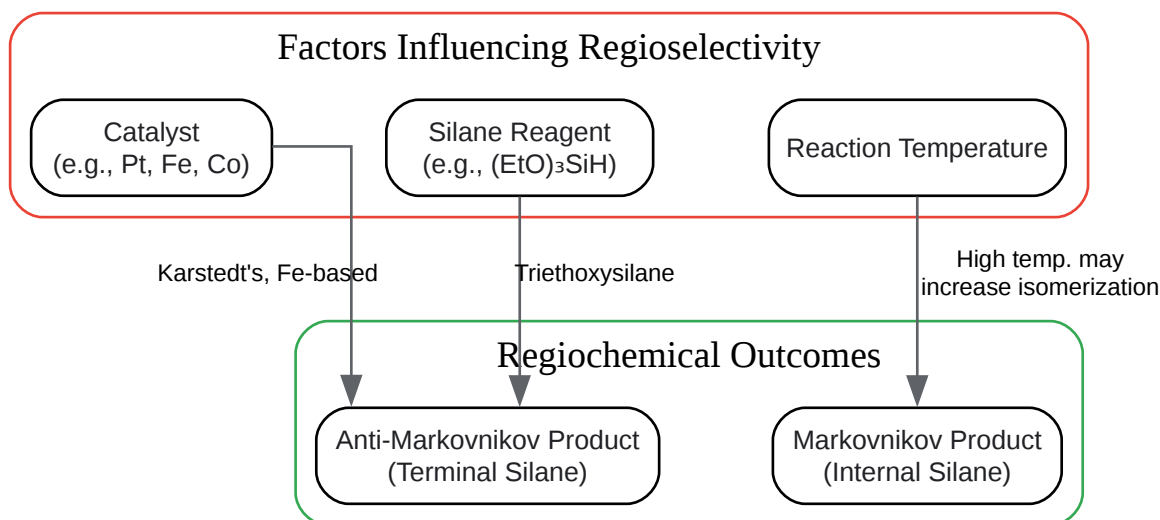 Factors Influencing Regioselectivity
Catalyst
(e.g., Pt, Fe, Co)
Silane Reagent
(e.g., (EtO)₃SiH)
Reaction Temperature
Karstedt's, Fe-based
Triethoxysilane
High temp. may
increase isomerization
Regiochemical Outcomes
Anti-Markovnikov Product
(Terminal Silane)
Markovnikov Product
(Internal Silane)